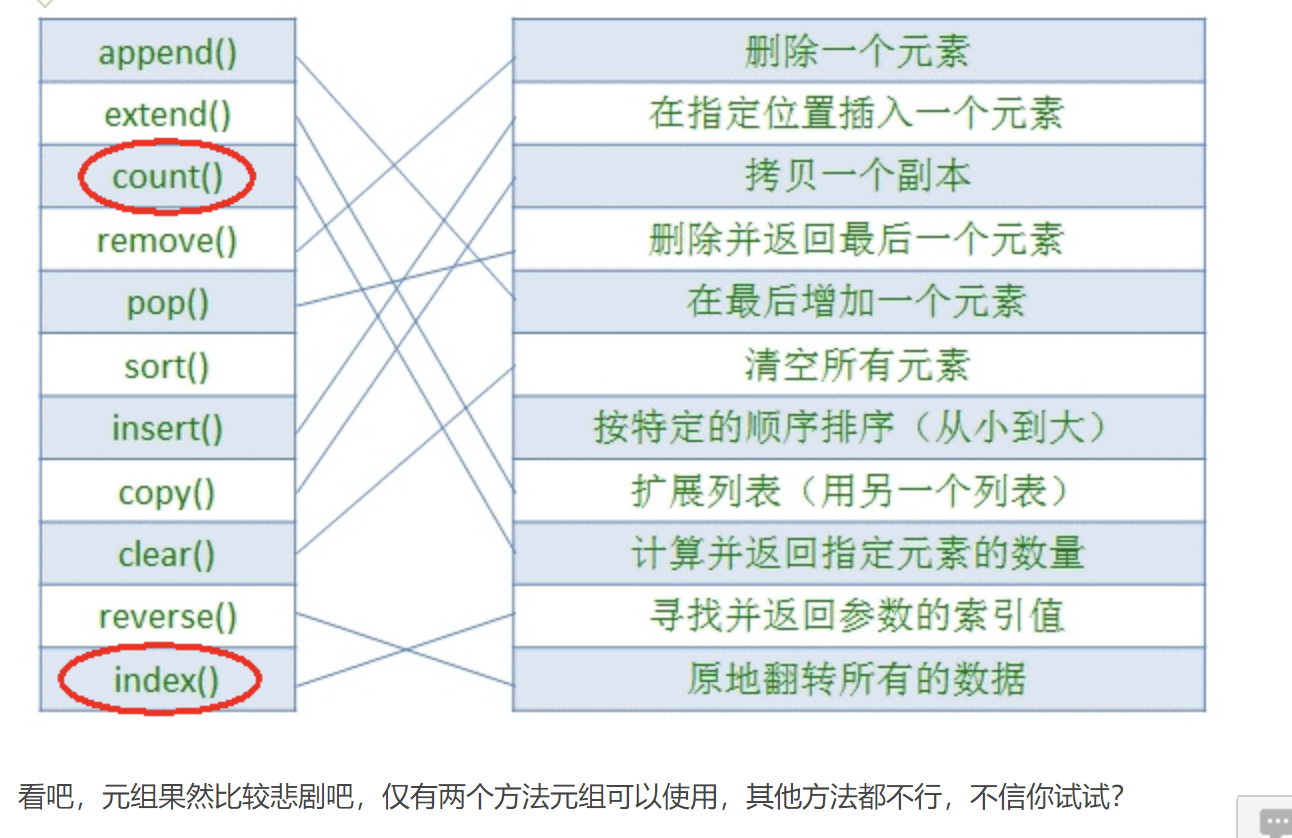 append()
删除一个元素
extend()
在指定位置插入一个元素
count()
拷贝一个副本
remove()
删除并返回最后一个元素
pop()
在最后增加一个元素
sort()
清空所有元素
insert()
按特定的顺序排序（从小到大）
copy()
扩展列表（用另一个列表）
clear()
计算并返回指定元素的数量
reverse()
寻找并返回参数的索引值
index()
原地翻转所有的数据
看吧，元组果然比较悲剧吧，仅有两个方法元组可以使用，其他方法都不行，不信你试试？